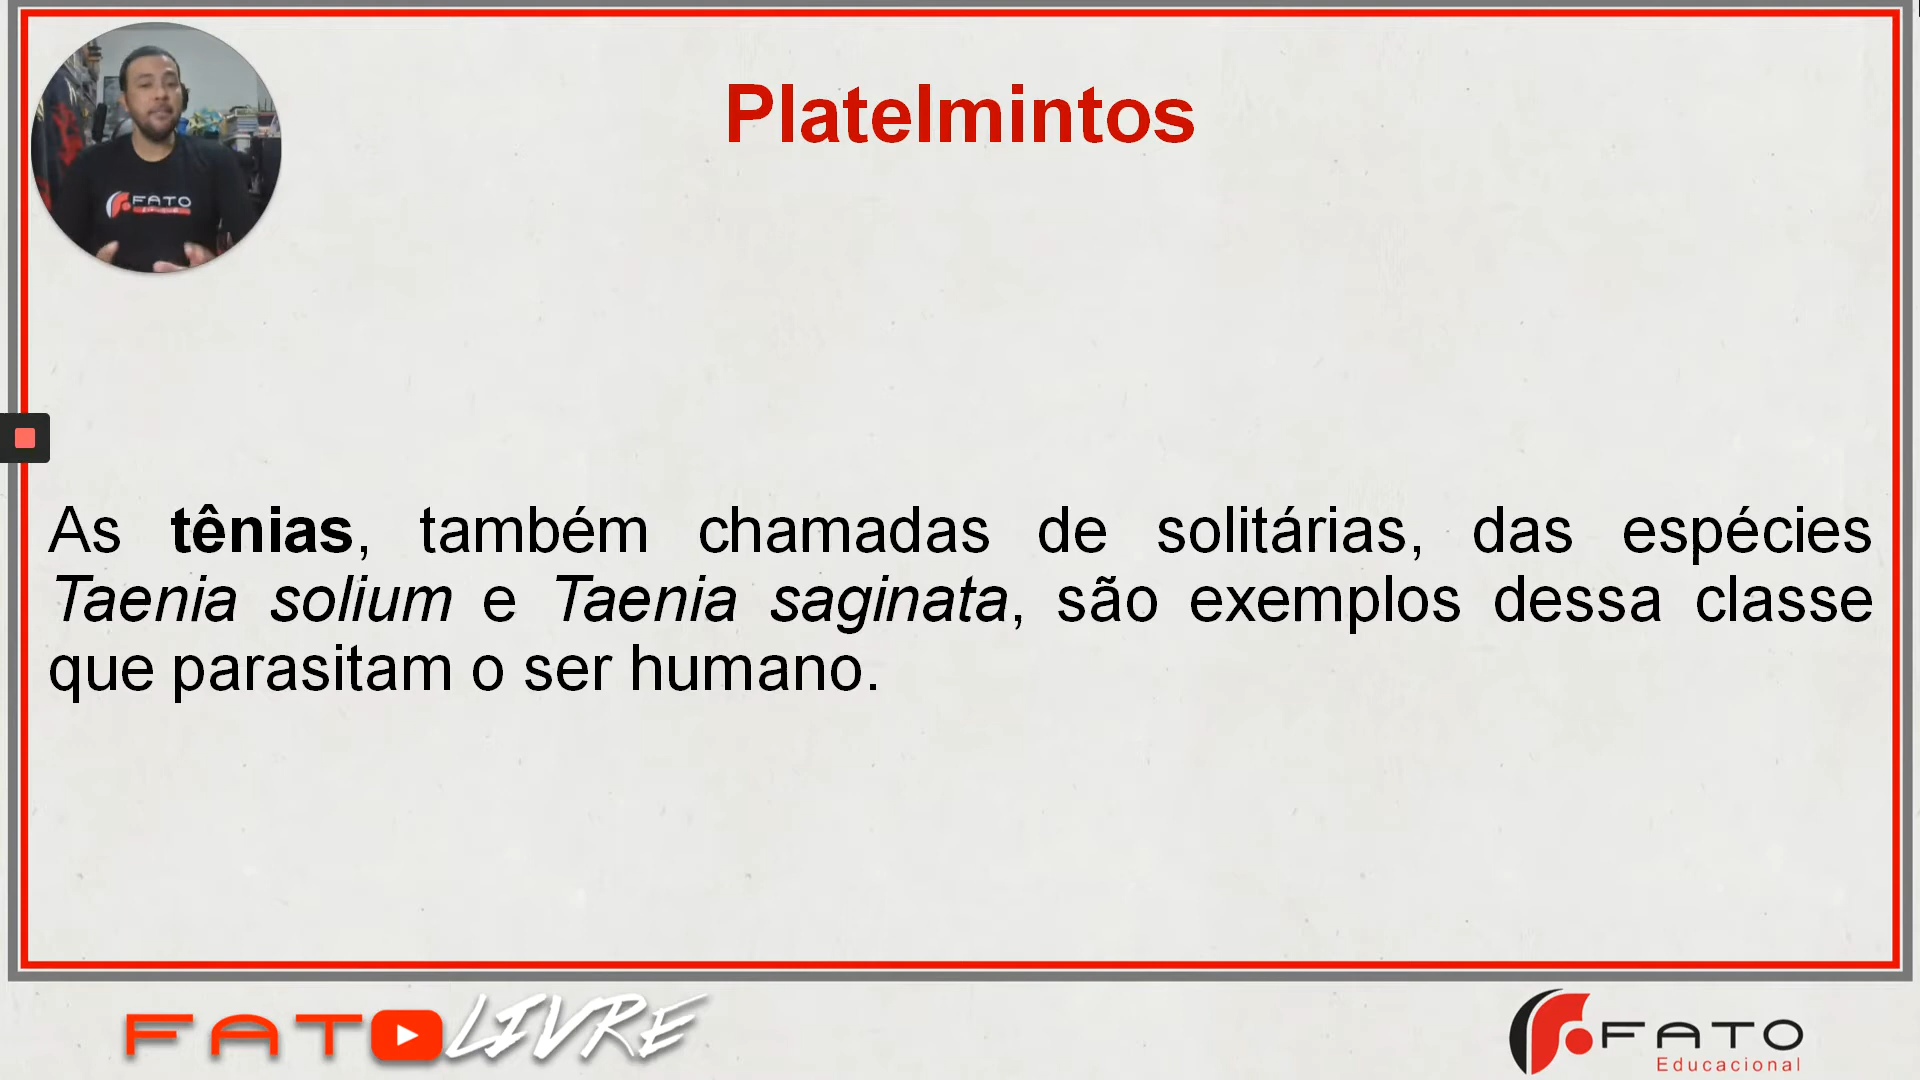 FATO
Platelmintos
As tênias, também chamadas de solitárias, das espécies
Taenia solium e Taenia saginata, são exemplos dessa classe
que parasitam o ser humano.
FATO LIVRE
FATO
Educacional